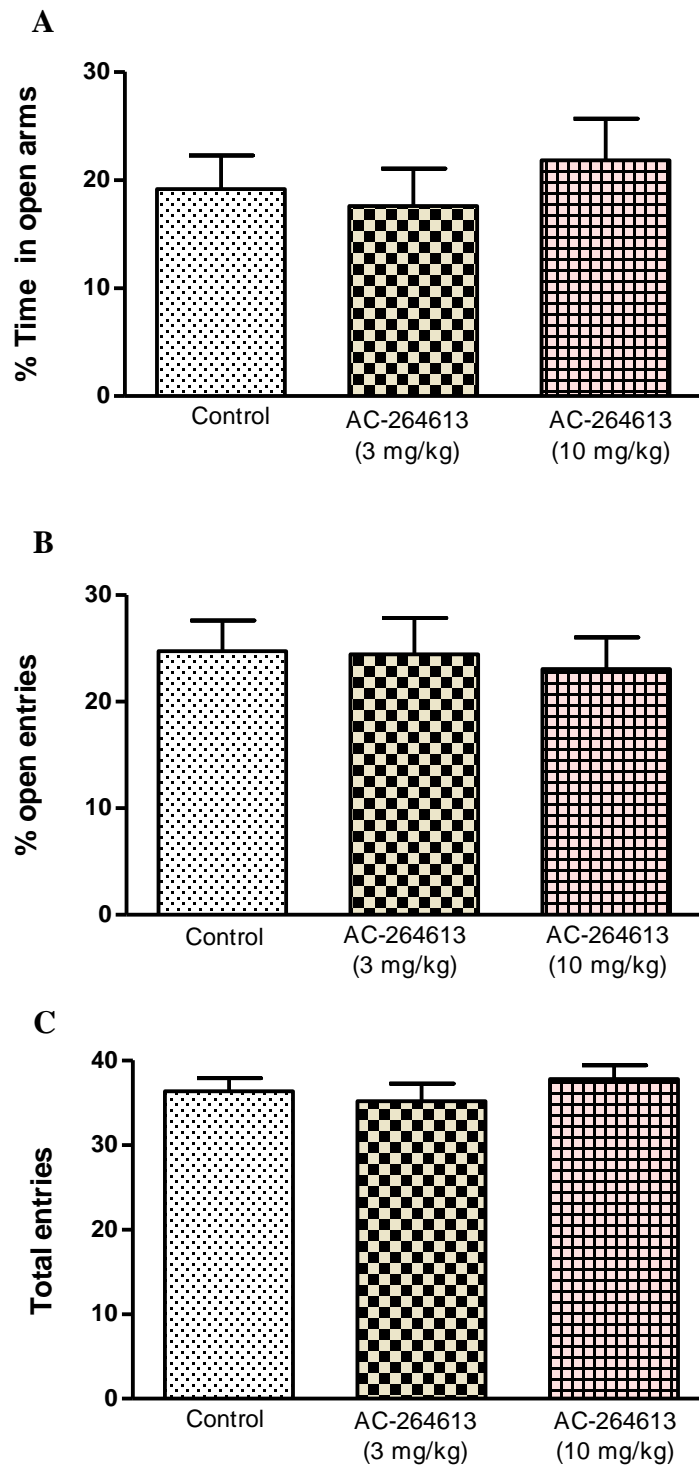 A
% Time in open arms
30
20
10
0
Control
AC-264613
(3 mg/kg)
AC-264613
(10 mg/kg)
B
% open entries
30
20
10
0
Control
AC-264613
(3 mg/kg)
AC-264613
(10 mg/kg)
C
Total entries
40
30
20
10
0
Control
AC-264613
(3 mg/kg)
AC-264613
(10 mg/kg)